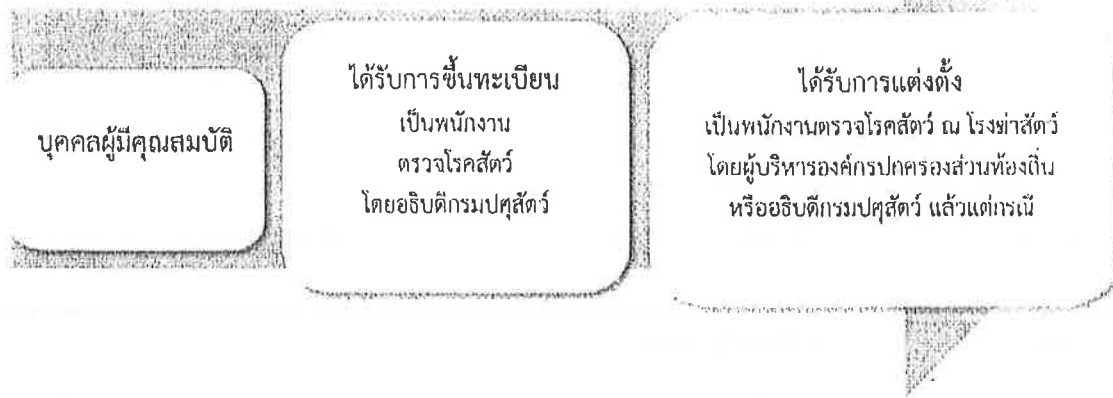 บุคคลผู้มีคุณสมบัติ
ได้รับการขึ้นทะเบียน
เป็นพนักงาน
ตรวจโรคสัตว์
โดยอธิบดีกรมปศุสัตว์
ได้รับการแต่งตั้ง
เป็นพนักงานตรวจโรคสัตว์ ณ โรงฆ่าสัตว์
โดยผู้บริหารองค์กรปกครองส่วนท้องถิ่น
หรืออธิบดีกรมปศุสัตว์ แล้วแต่กรณี